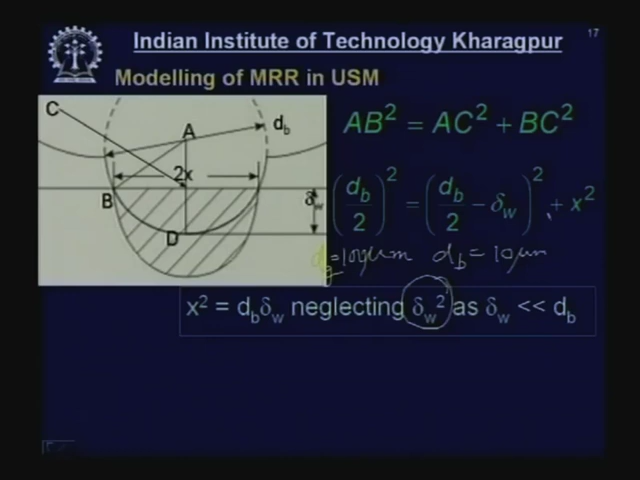 17
Indian Institute of Technology Kharagpur
Modelling of MRR in USM
C
A
d_b
2x
B
D
δ_w
AB² = AC² + BC²
(d_b/2)² = (d_b/2 − δ_w)² + x²
d_b = 10 μm
x² = d_bδ_w neglecting δ_w² as δ_w << d_b